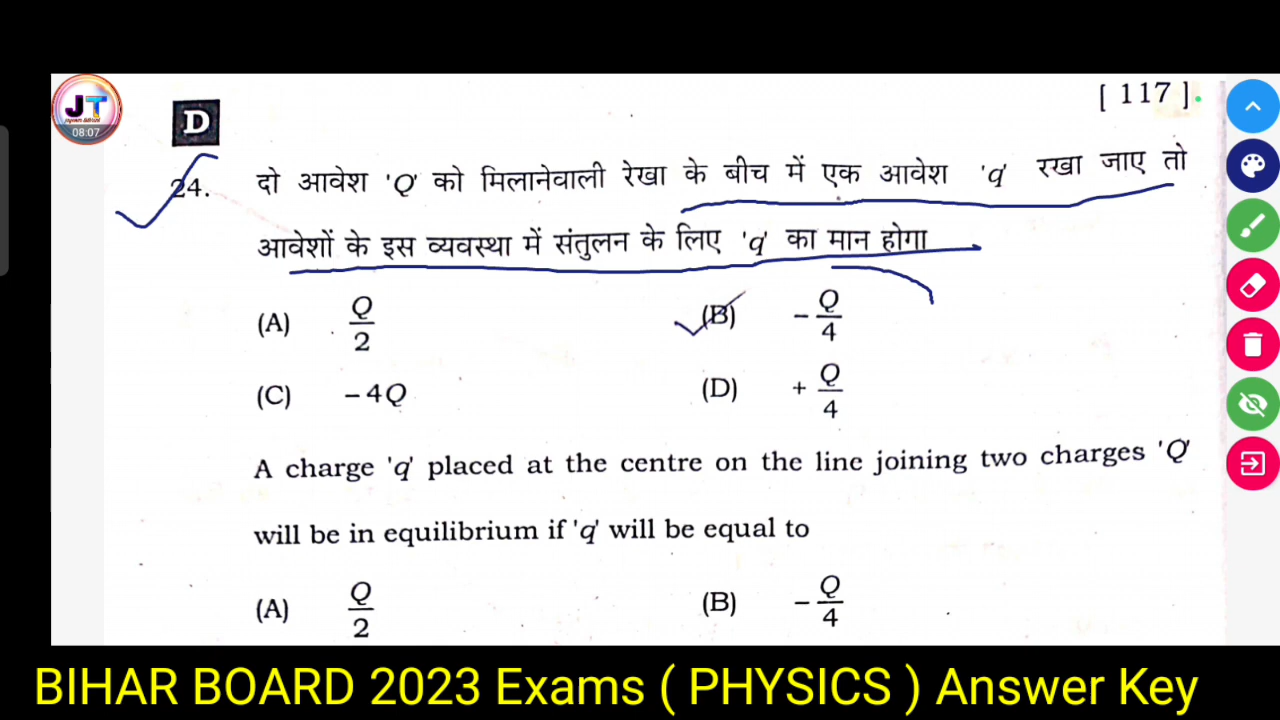 JT
08:07
D
[ 117 ]
24. दो आवेश 'Q' को मिलानेवाली रेखा के बीच में एक आवेश 'q' रखा जाए तो
आवेशों के इस व्यवस्था में संतुलन के लिए 'q' का मान होगा
(A) Q/2 (B) – Q/4
(C) – 4Q (D) + Q/4
A charge 'q' placed at the centre on the line joining two charges 'Q'
will be in equilibrium if 'q' will be equal to
(A) Q/2 (B) – Q/4
BIHAR BOARD 2023 Exams ( PHYSICS ) Answer Key